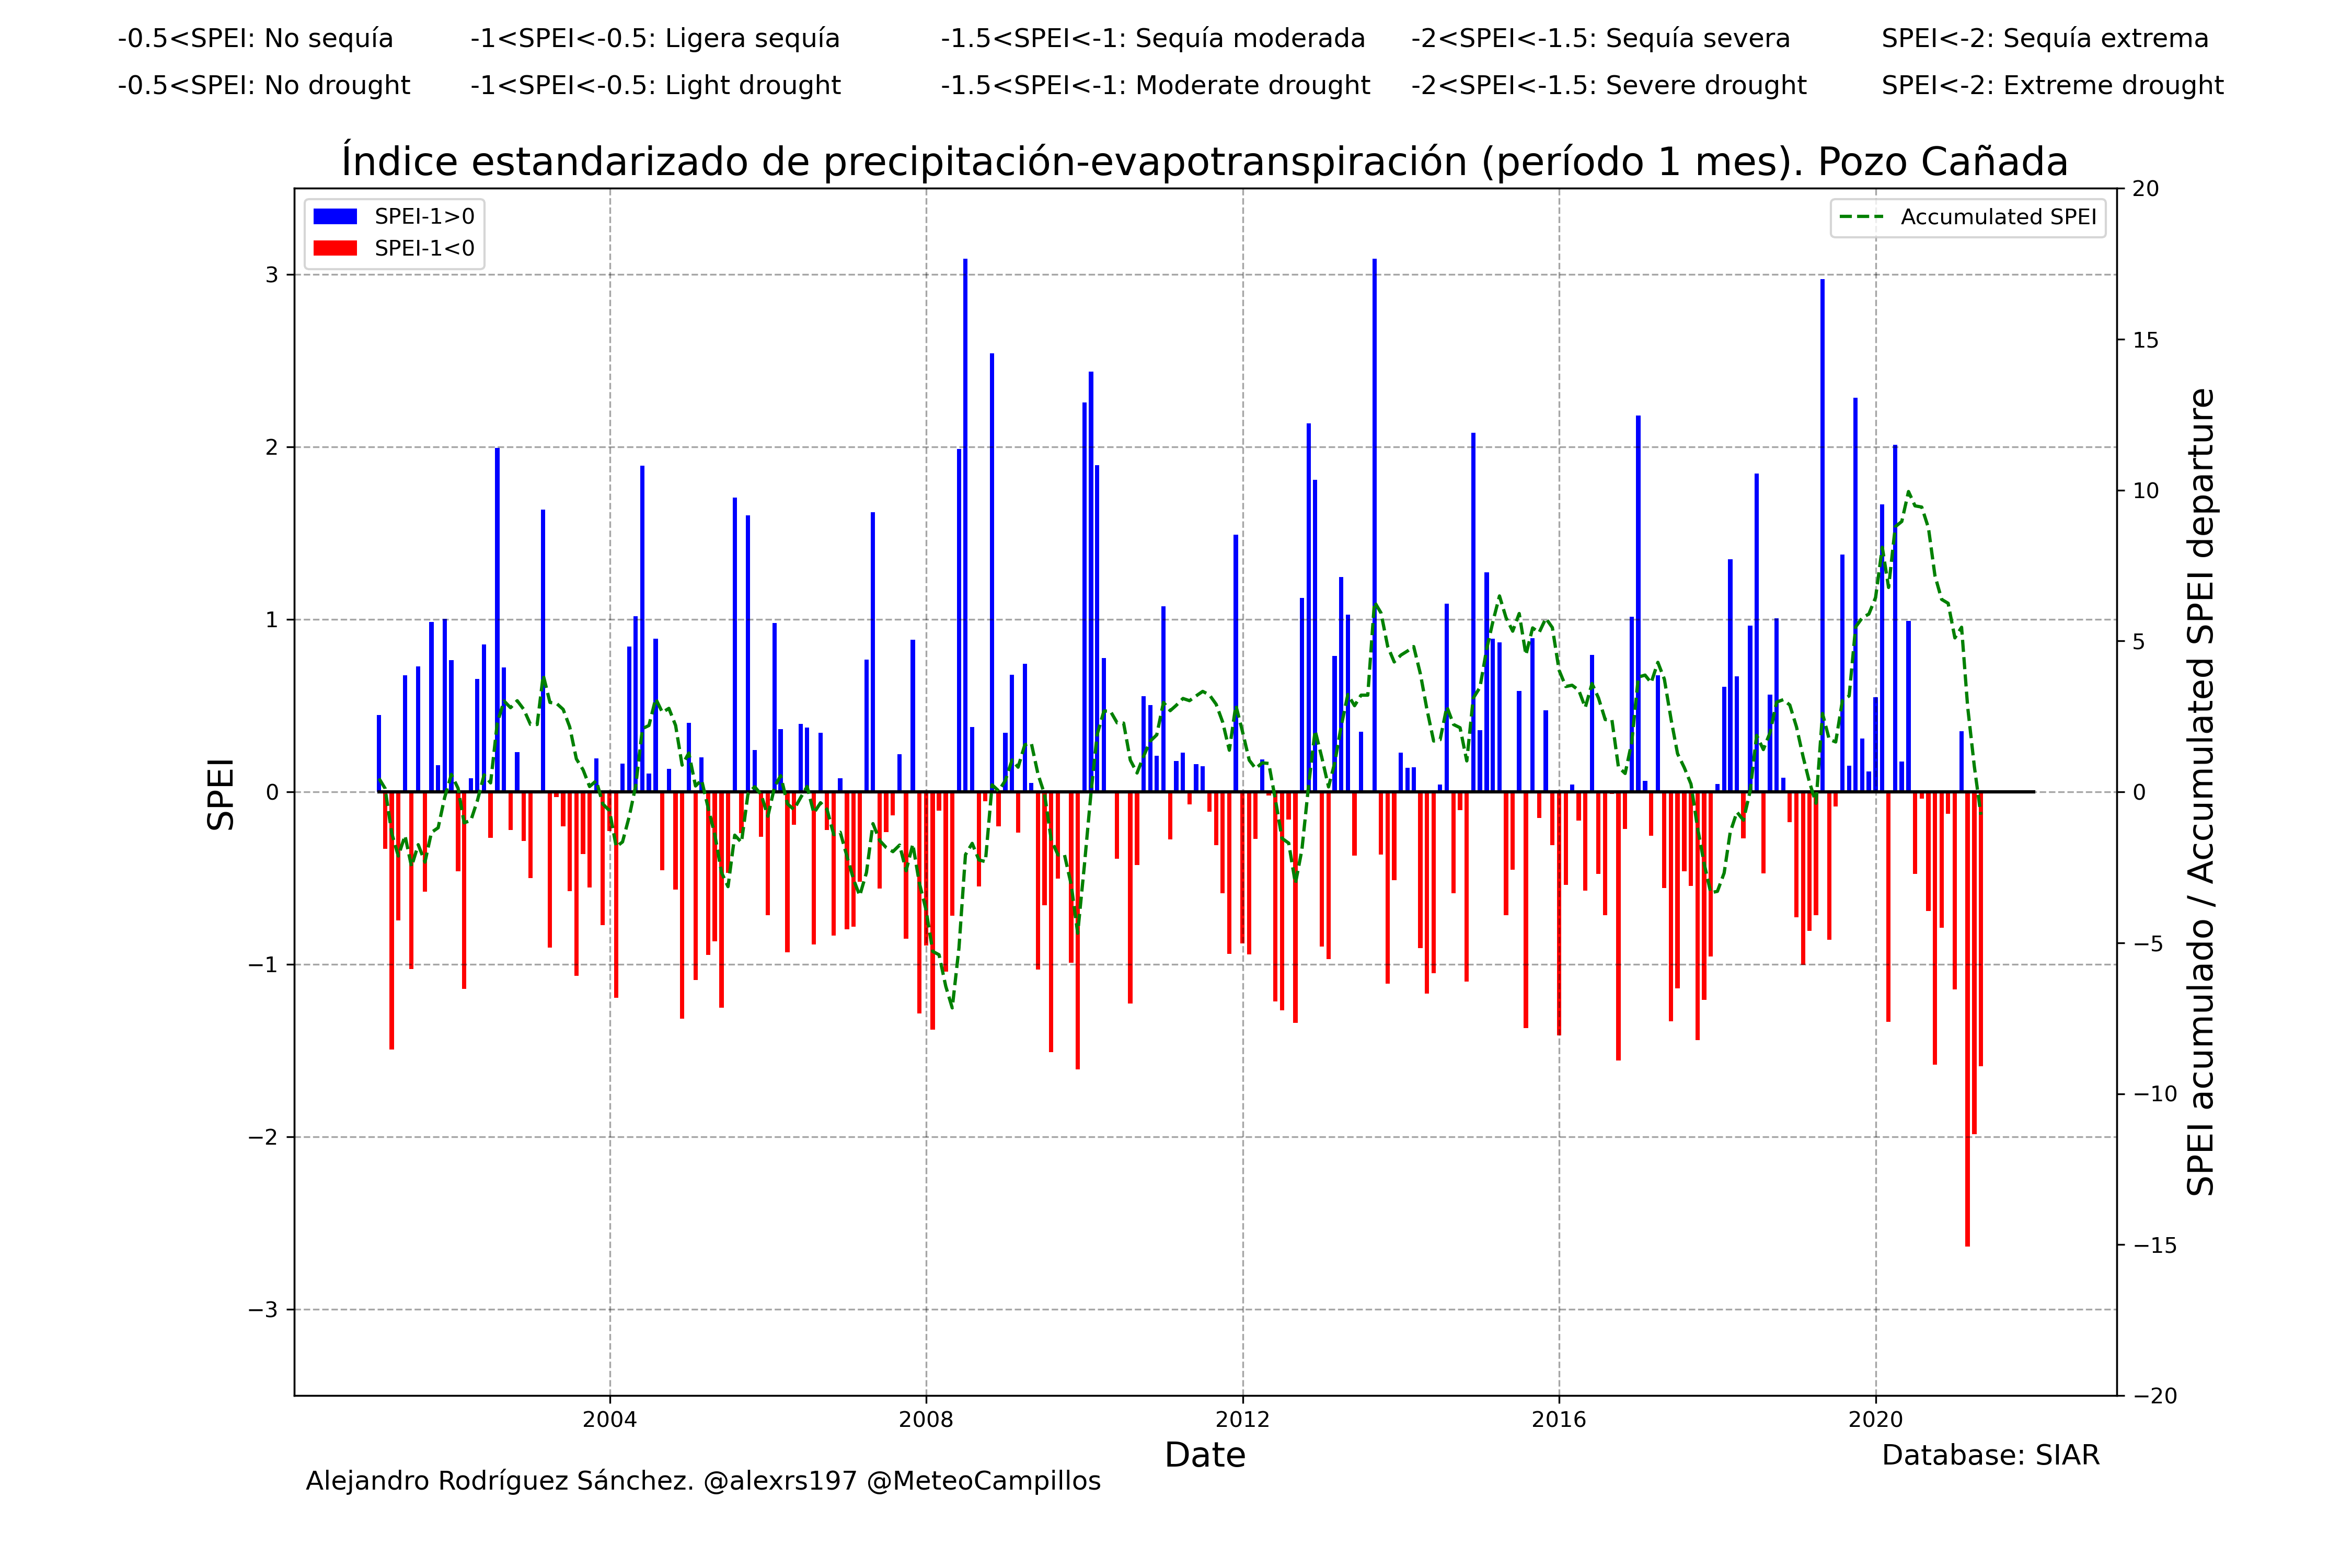 -0.5<SPEI: No sequía -1<SPEI<-0.5: Ligera sequía -1.5<SPEI<-1: Sequía moderada -2<SPEI<-1.5: Sequía severa SPEI<-2: Sequía extrema
-0.5<SPEI: No drought -1<SPEI<-0.5: Light drought -1.5<SPEI<-1: Moderate drought -2<SPEI<-1.5: Severe drought SPEI<-2: Extreme drought
Índice estandarizado de precipitación-evapotranspiración (período 1 mes). Pozo Cañada
SPEI-1>0
SPEI-1<0
Accumulated SPEI
SPEI
3
2
1
0
−1
−2
−3
20
15
10
5
0
−5
−10
−15
−20
SPEI acumulado / Accumulated SPEI departure
2004 2008 2012 2016 2020
Date
Database: SIAR
Alejandro Rodríguez Sánchez. @alexrs197 @MeteoCampillos